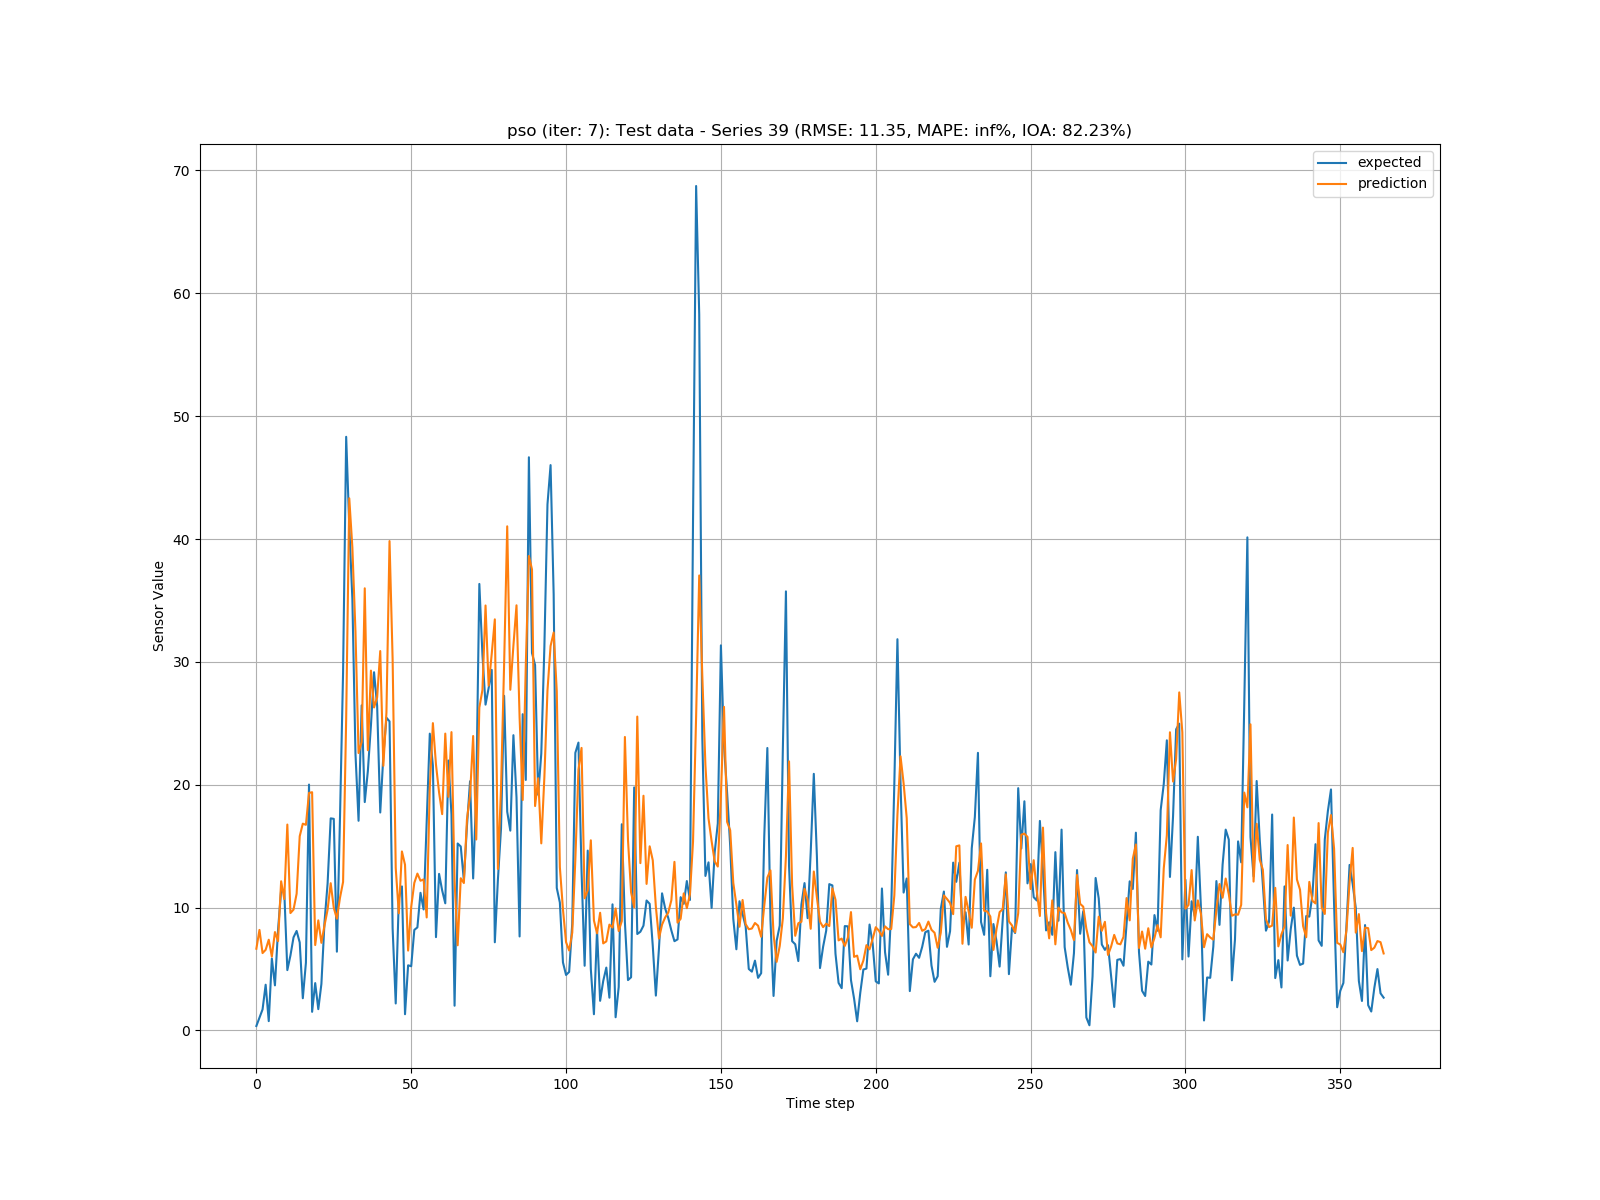 pso (iter: 7): Test data - Series 39 (RMSE: 11.35, MAPE: inf%, IOA: 82.23%)
expected
prediction
70
60
50
40
30
20
10
0
Sensor Value
0 50 100 150 200 250 300 350
Time step